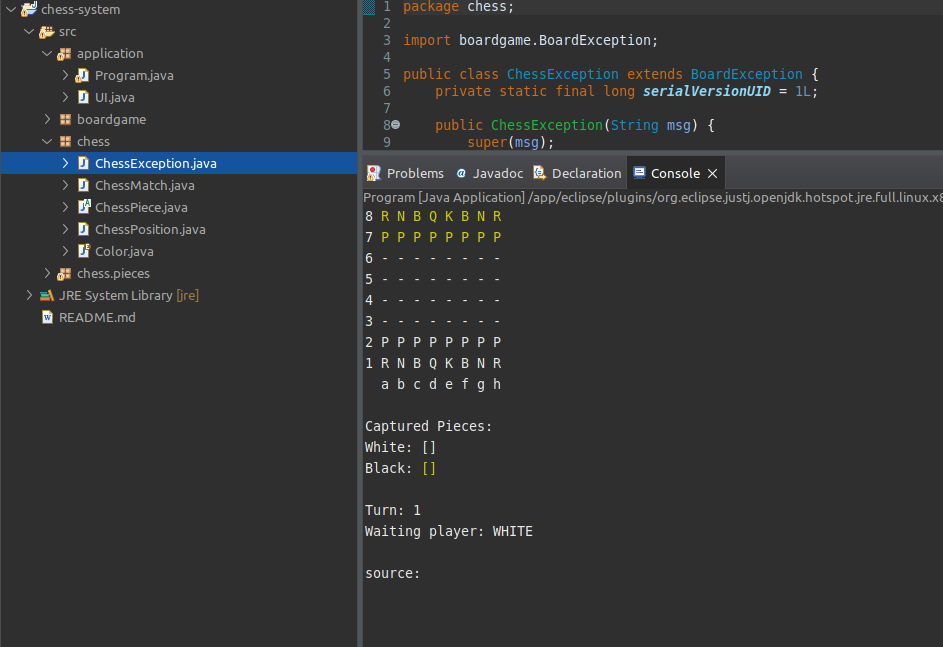 chess-system
src
application
Program.java
UI.java
boardgame
chess
ChessException.java
ChessMatch.java
ChessPiece.java
ChessPosition.java
Color.java
chess.pieces
JRE System Library [jre]
README.md
1 package chess;
2
3 import boardgame.BoardException;
4
5 public class ChessException extends BoardException {
6 private static final long serialVersionUID = 1L;
7
8 public ChessException(String msg) {
9 super(msg);
Problems Javadoc Declaration Console
Program [Java Application] /app/eclipse/plugins/org.eclipse.justj.openjdk.hotspot.jre.full.linux.x8
8 R N B Q K B N R
7 P P P P P P P P
6 - - - - - - - -
5 - - - - - - - -
4 - - - - - - - -
3 - - - - - - - -
2 P P P P P P P P
1 R N B Q K B N R
a b c d e f g h
Captured Pieces:
White: []
Black: []
Turn: 1
Waiting player: WHITE
source: